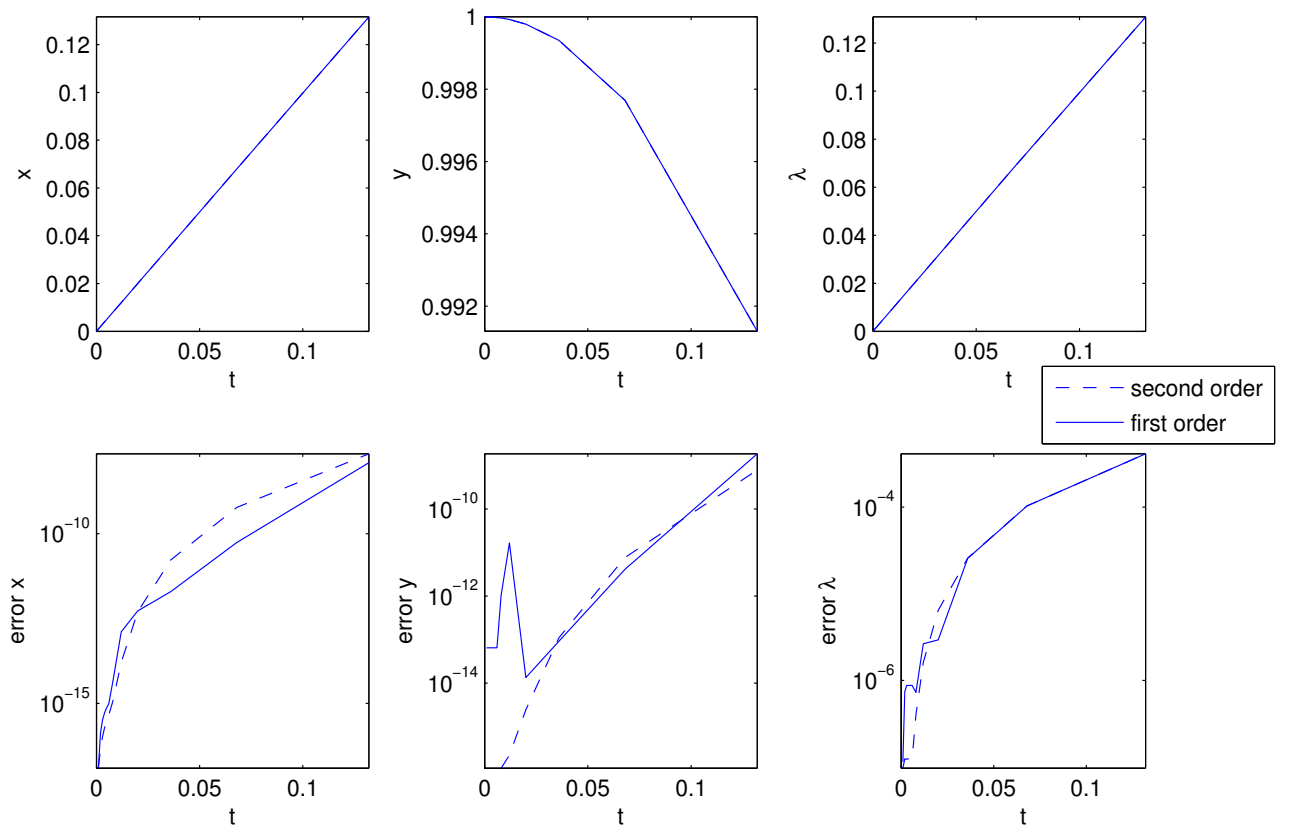 0.12
0.1
0.08
0.06
0.04
0.02
0
0 0.05 0.1
x
t
1
0.998
0.996
0.994
0.992
0 0.05 0.1
y
t
0.12
0.1
0.08
0.06
0.04
0.02
0
0 0.05 0.1
λ
t
second order
first order
10^-10
10^-15
0 0.05 0.1
error x
t
10^-10
10^-12
10^-14
0 0.05 0.1
error y
t
10^-4
10^-6
0 0.05 0.1
error λ
t